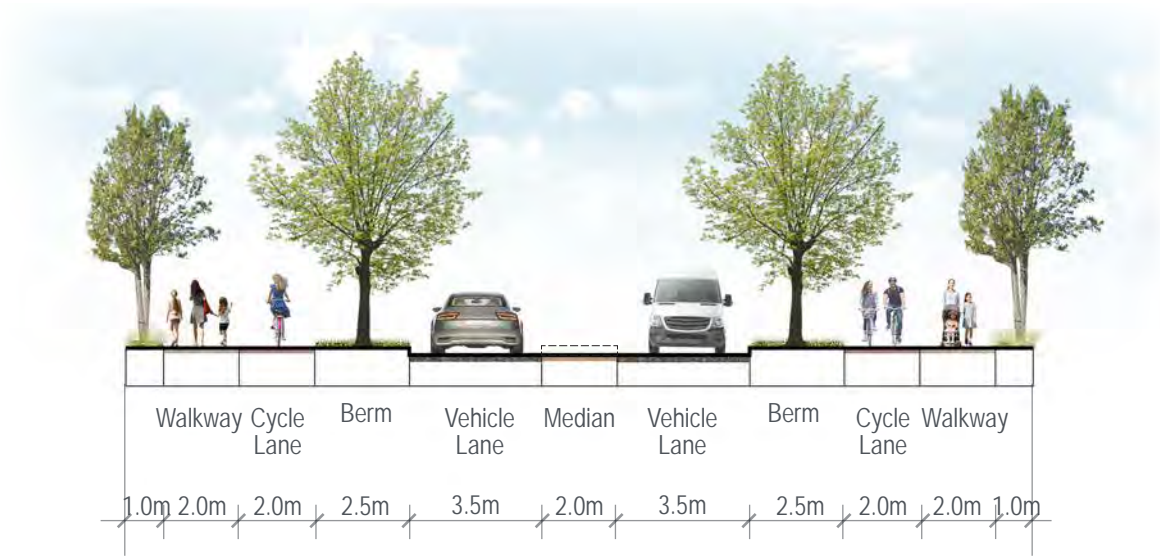 Walkway Cycle Lane Berm Vehicle Lane Median Vehicle Lane Berm Cycle Lane Walkway
1.0m 2.0m 2.0m 2.5m 3.5m 2.0m 3.5m 2.5m 2.0m 2.0m 1.0m